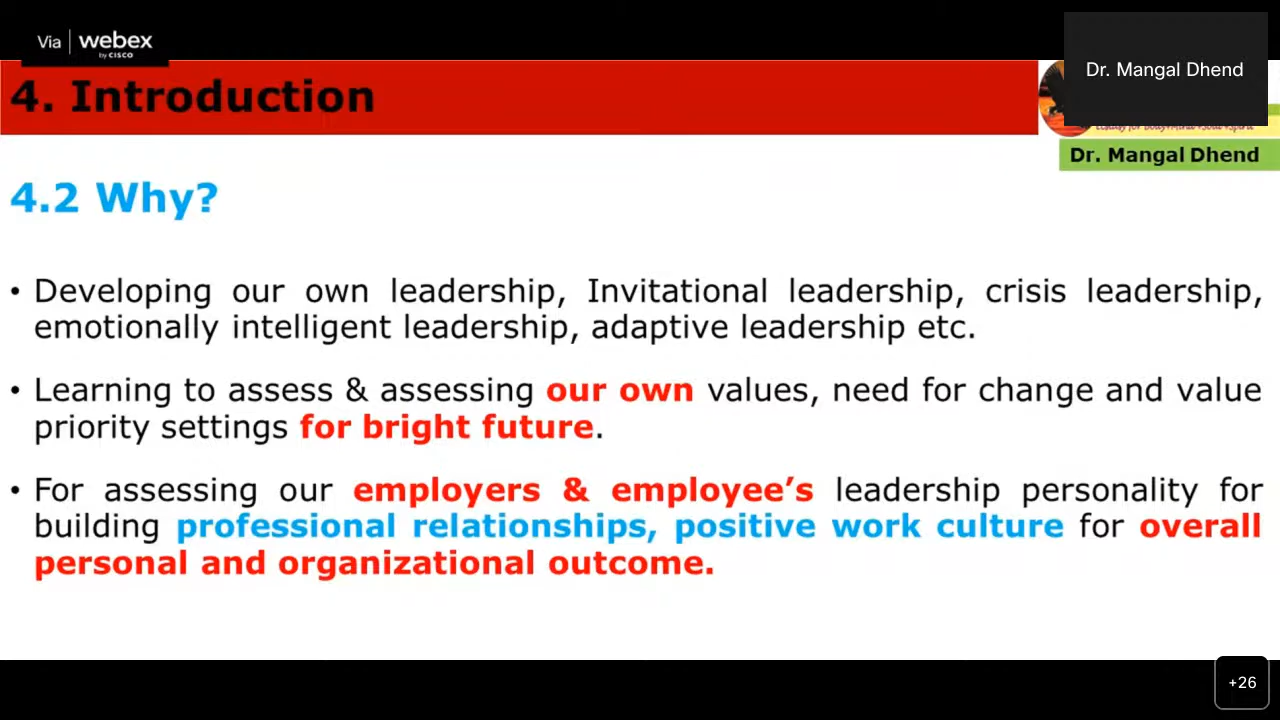 Via webex
by CISCO
Dr. Mangal Dhend
4. Introduction
Dr. Mangal Dhend
4.2 Why?
• Developing our own leadership, Invitational leadership, crisis leadership,
emotionally intelligent leadership, adaptive leadership etc.
• Learning to assess & assessing our own values, need for change and value
priority settings for bright future.
• For assessing our employers & employee’s leadership personality for
building professional relationships, positive work culture for overall
personal and organizational outcome.
+26